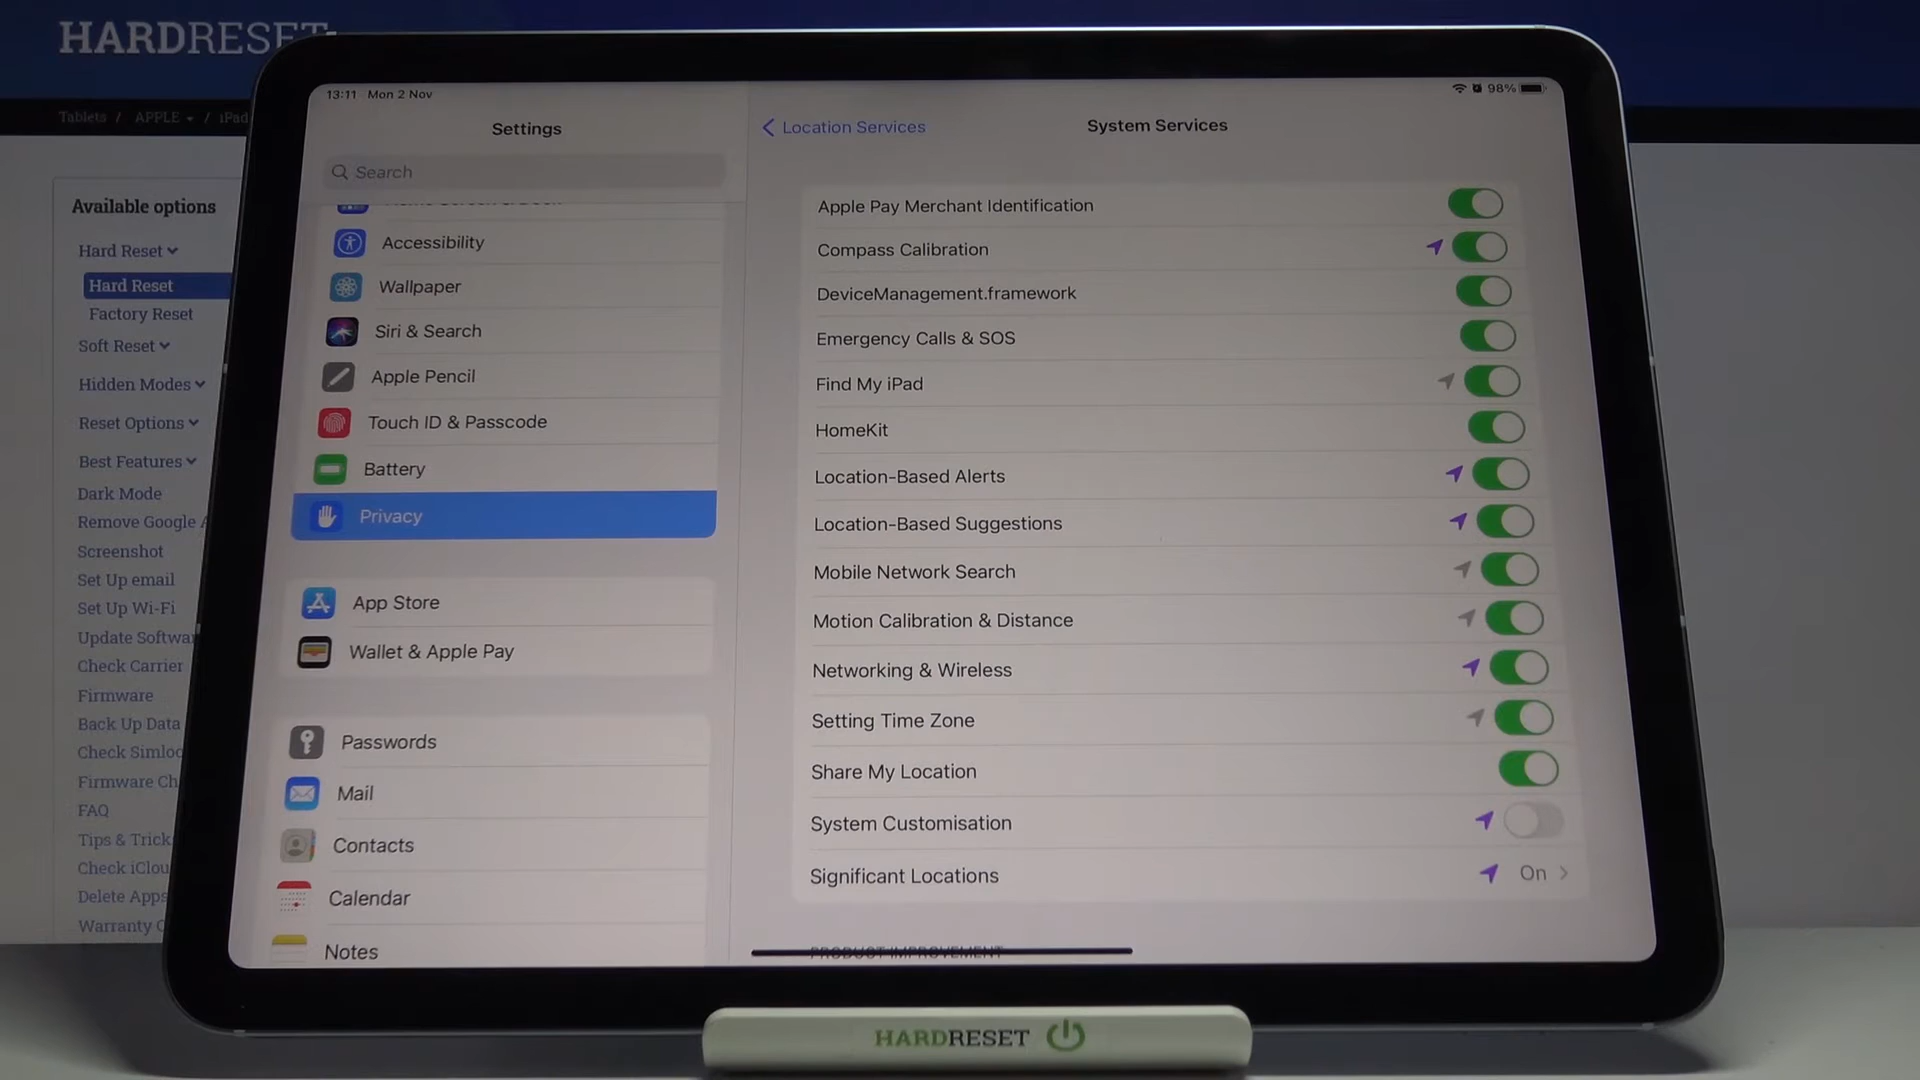 HARDRESET
Tablets / APPLE / iPad
Available options
Hard Reset
Hard Reset
Factory Reset
Soft Reset
Hidden Modes
Reset Options
Best Features
Dark Mode
Remove Google
Screenshot
Set Up email
Set Up Wi-Fi
Update Softwar
Check Carrier
Firmware
Back Up Data
Check Simloc
Firmware Ch
FAQ
Tips & Trick
Check iClou
Delete Apps
Warranty
13:11 Mon 2 Nov
98%
Settings
Search
Accessibility
Wallpaper
Siri & Search
Apple Pencil
Touch ID & Passcode
Battery
Privacy
App Store
Wallet & Apple Pay
Passwords
Mail
Contacts
Calendar
Notes
Location Services
System Services
Apple Pay Merchant Identification
Compass Calibration
DeviceManagement.framework
Emergency Calls & SOS
Find My iPad
HomeKit
Location-Based Alerts
Location-Based Suggestions
Mobile Network Search
Motion Calibration & Distance
Networking & Wireless
Setting Time Zone
Share My Location
System Customisation
Significant Locations On
PRODUCT IMPROVEMENT
HARDRESET